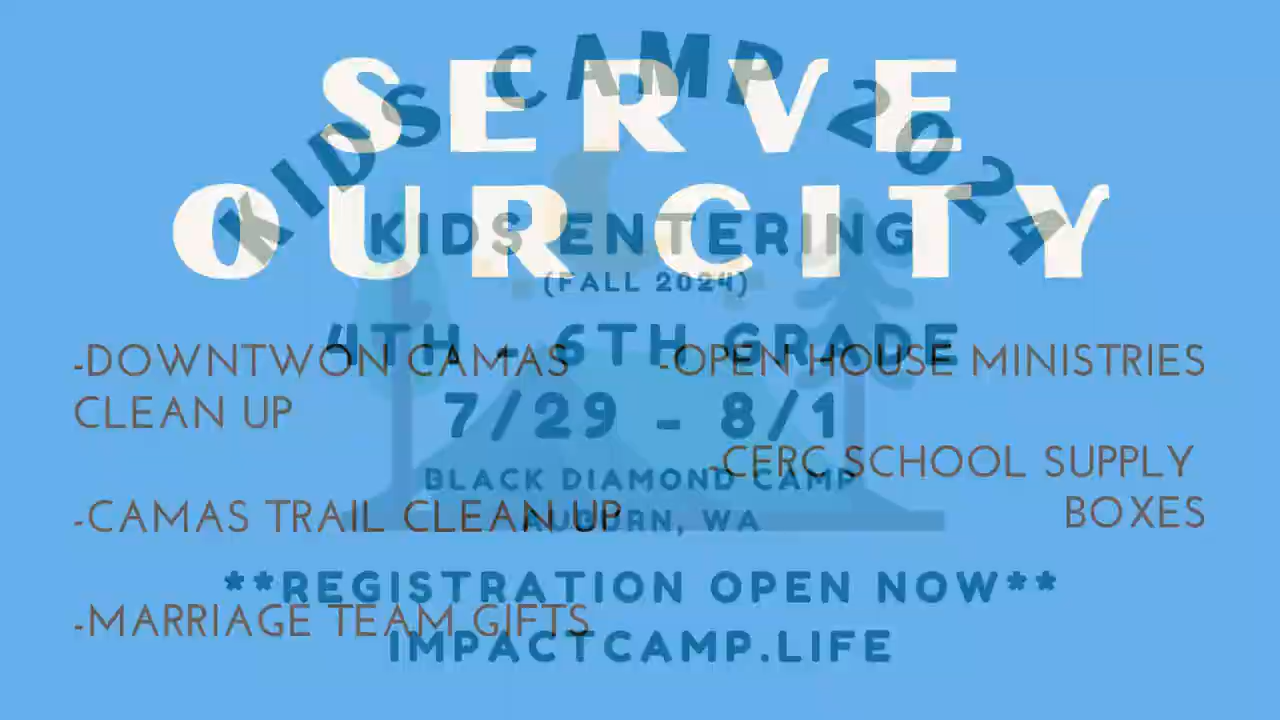 SERVE
OUR CITY
-DOWNTWON CAMAS
CLEAN UP
-CAMAS TRAIL CLEAN UP
-MARRIAGE TEAM GIFTS
-OPEN HOUSE MINISTRIES
-CERC SCHOOL SUPPLY
BOXES
KIDS CAMP 2024
KIDS ENTERING
(FALL 2024)
4TH - 6TH GRADE
7/29 - 8/1
BLACK DIAMOND CAMP
AUBURN, WA
**REGISTRATION OPEN NOW**
IMPACTCAMP.LIFE